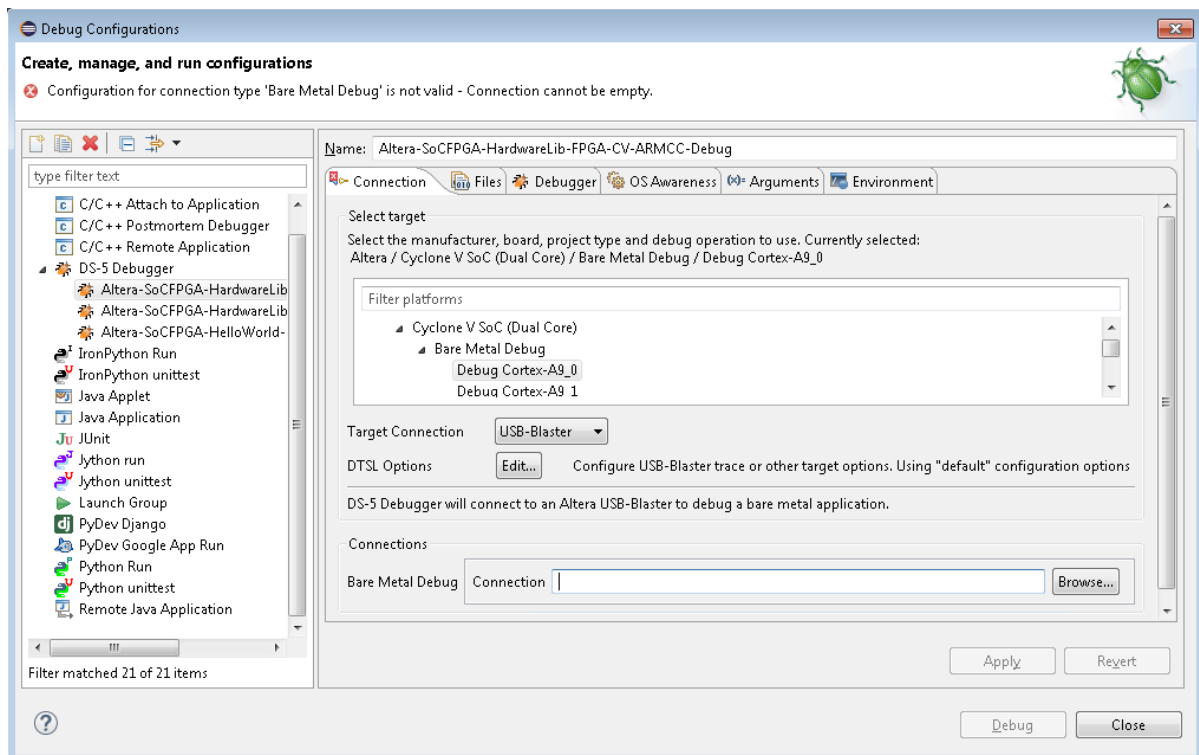 Debug Configurations
Create, manage, and run configurations
Configuration for connection type 'Bare Metal Debug' is not valid - Connection cannot be empty.
type filter text
C/C++ Attach to Application
C/C++ Postmortem Debugger
C/C++ Remote Application
DS-5 Debugger
Altera-SoCFPGA-HardwareLib
Altera-SoCFPGA-HardwareLib
Altera-SoCFPGA-HelloWorld-
IronPython Run
IronPython unittest
Java Applet
Java Application
JUnit
Jython run
Jython unittest
Launch Group
PyDev Django
PyDev Google App Run
Python Run
Python unittest
Remote Java Application
Filter matched 21 of 21 items
Name: Altera-SoCFPGA-HardwareLib-FPGA-CV-ARMCC-Debug
Connection Files Debugger OS Awareness Arguments Environment
Select target
Select the manufacturer, board, project type and debug operation to use. Currently selected:
Altera / Cyclone V SoC (Dual Core) / Bare Metal Debug / Debug Cortex-A9_0
Filter platforms
Cyclone V SoC (Dual Core)
Bare Metal Debug
Debug Cortex-A9_0
Debug Cortex-A9_1
Target Connection USB-Blaster
DTSL Options Edit... Configure USB-Blaster trace or other target options. Using "default" configuration options
DS-5 Debugger will connect to an Altera USB-Blaster to debug a bare metal application.
Connections
Bare Metal Debug Connection Browse...
Apply Revert
Debug Close